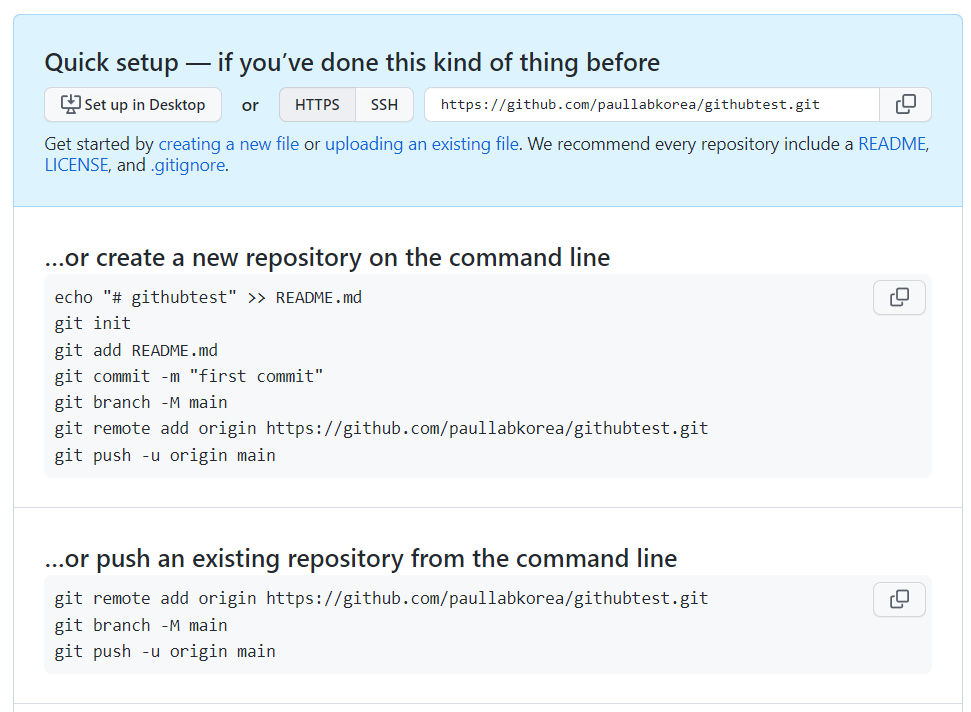 Quick setup — if you’ve done this kind of thing before
Set up in Desktop or HTTPS SSH https://github.com/paullabkorea/githubtest.git
Get started by creating a new file or uploading an existing file. We recommend every repository include a README,
LICENSE, and .gitignore.
...or create a new repository on the command line
echo "# githubtest" >> README.md
git init
git add README.md
git commit -m "first commit"
git branch -M main
git remote add origin https://github.com/paullabkorea/githubtest.git
git push -u origin main
...or push an existing repository from the command line
git remote add origin https://github.com/paullabkorea/githubtest.git
git branch -M main
git push -u origin main